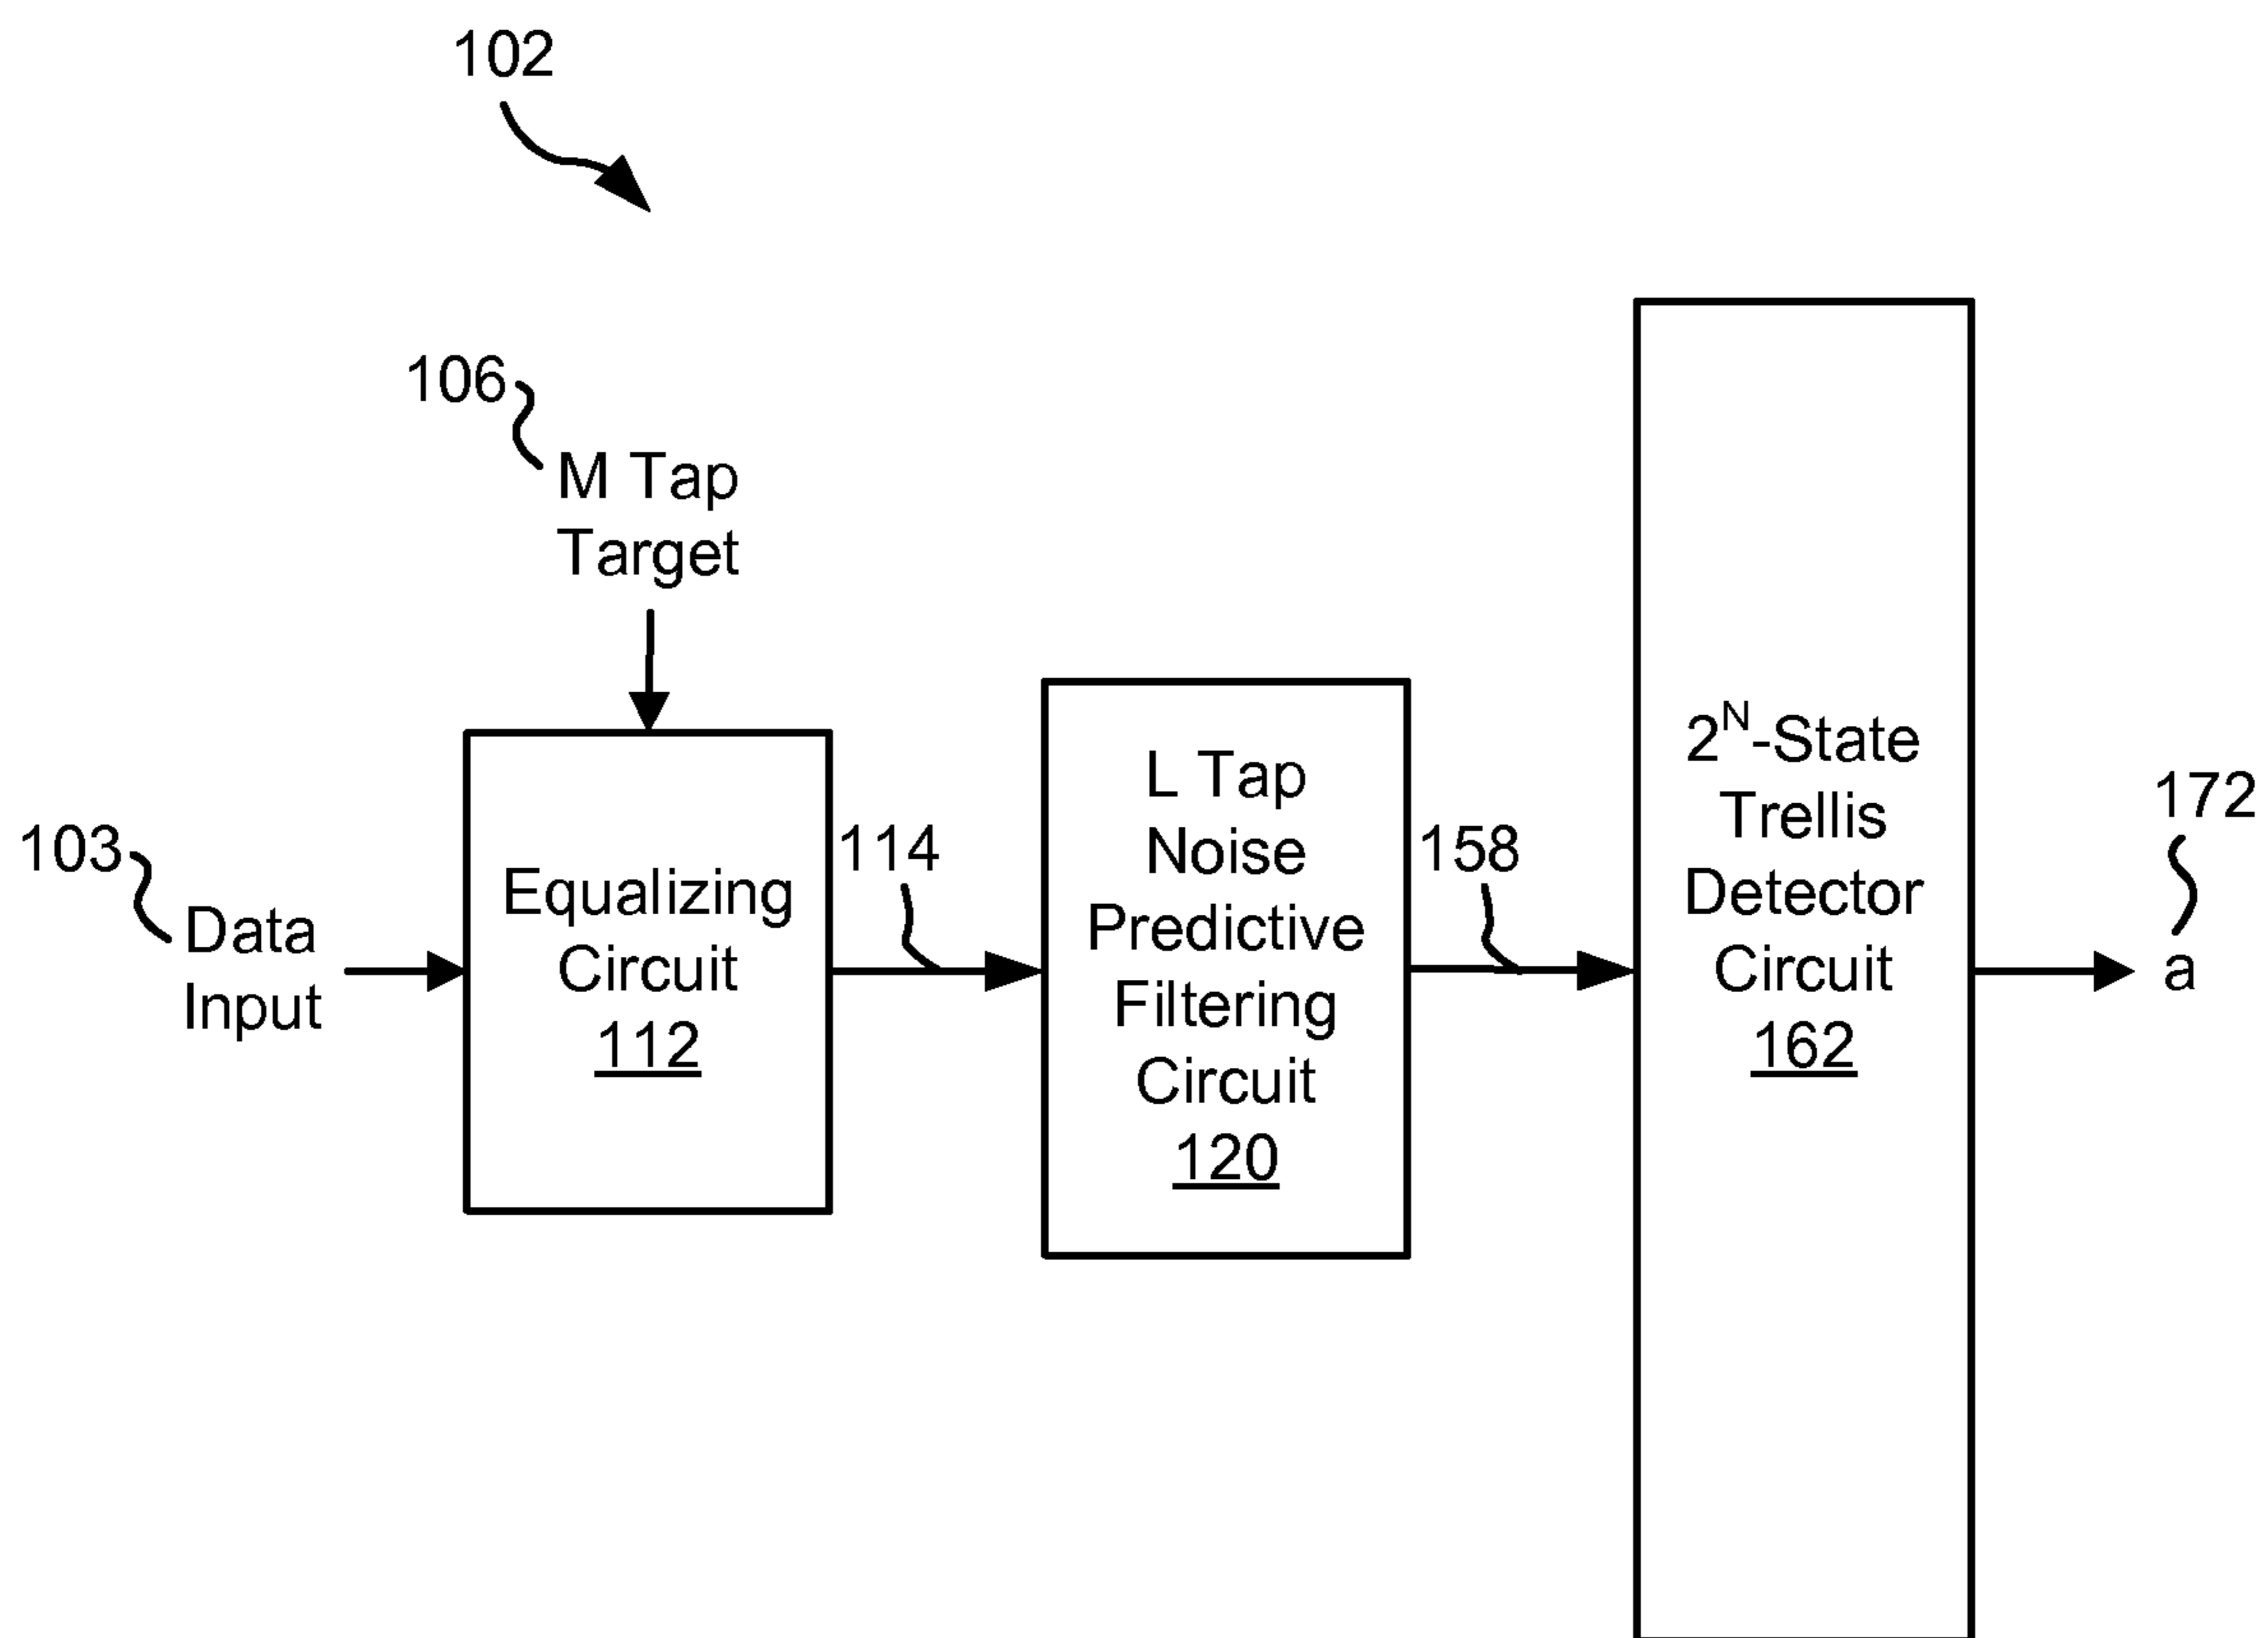 102
106
M Tap
Target
103
Data
Input
Equalizing
Circuit
112
114
L Tap
Noise
Predictive
Filtering
Circuit
120
158
2^N-State
Trellis
Detector
Circuit
162
172
a